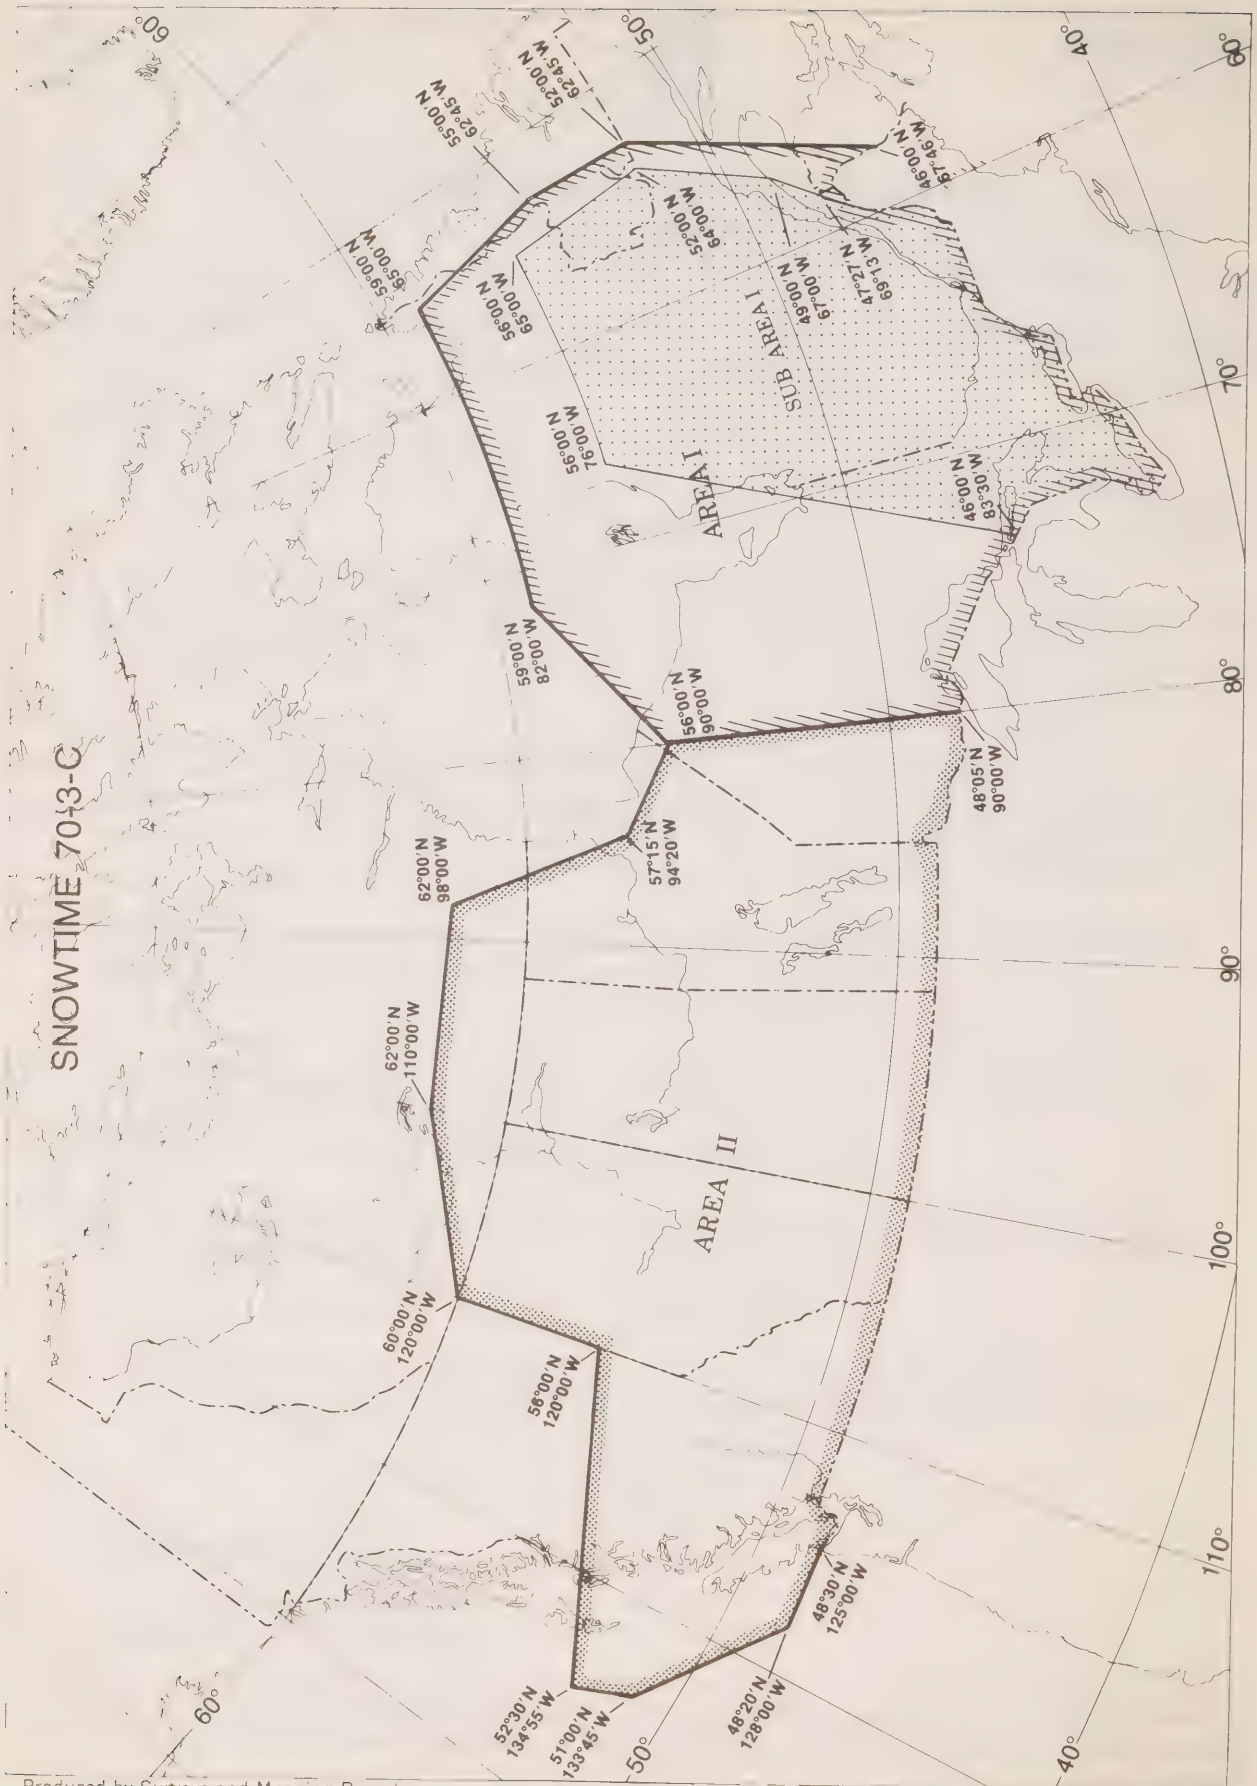 SNOWTIME 70-3-C
60°
50°
40°
60°
52°00'N
62°45'W
55°00'N
62°45'W
59°00'N
65°00'W
46°00'N
67°46'W
52°00'N
64°00'W
56°00'N
65°00'W
49°00'N
67°00'W
47°27'N
69°13'W
SUB AREA I
56°00'N
76°00'W
AREA I
46°00'N
83°30'W
70°
59°00'N
82°00'W
56°00'N
90°00'W
80°
48°05'N
90°00'W
57°15'N
94°20'W
62°00'N
98°00'W
90°
62°00'N
110°00'W
AREA II
100°
60°00'N
120°00'W
56°00'N
120°00'W
110°
48°30'N
125°00'W
48°20'N
128°00'W
52°30'N
134°55'W
51°00'N
133°45'W
60°
50°
40°
Produced by